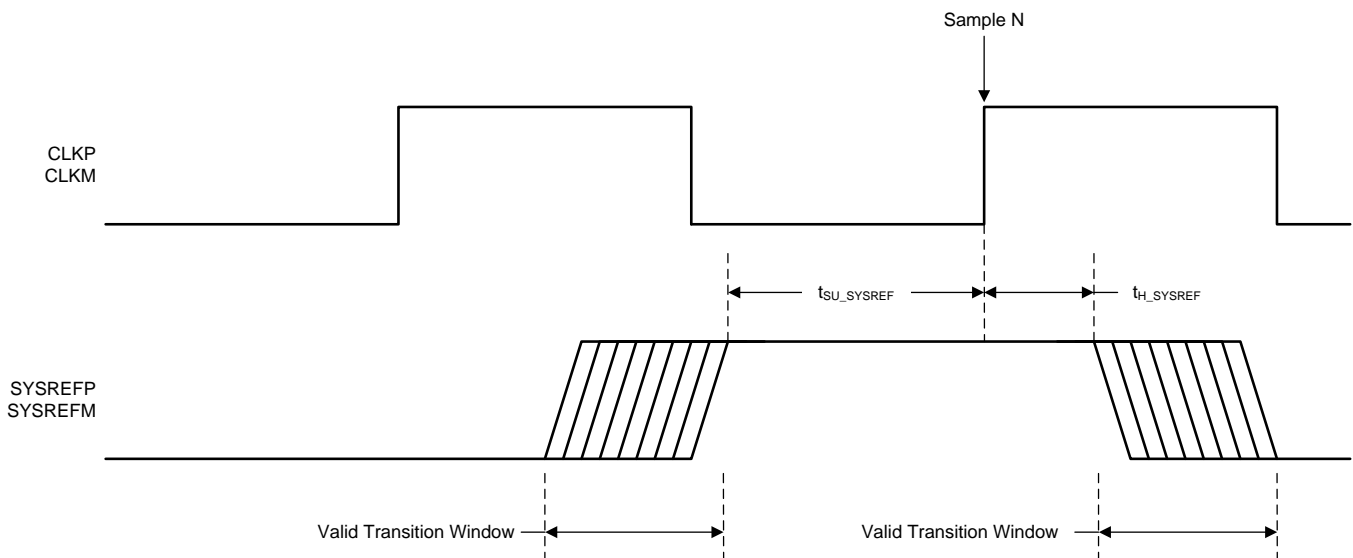 Sample N
CLKP
CLKM
tSU_SYSREF
tH_SYSREF
SYSREFP
SYSREFM
Valid Transition Window
Valid Transition Window